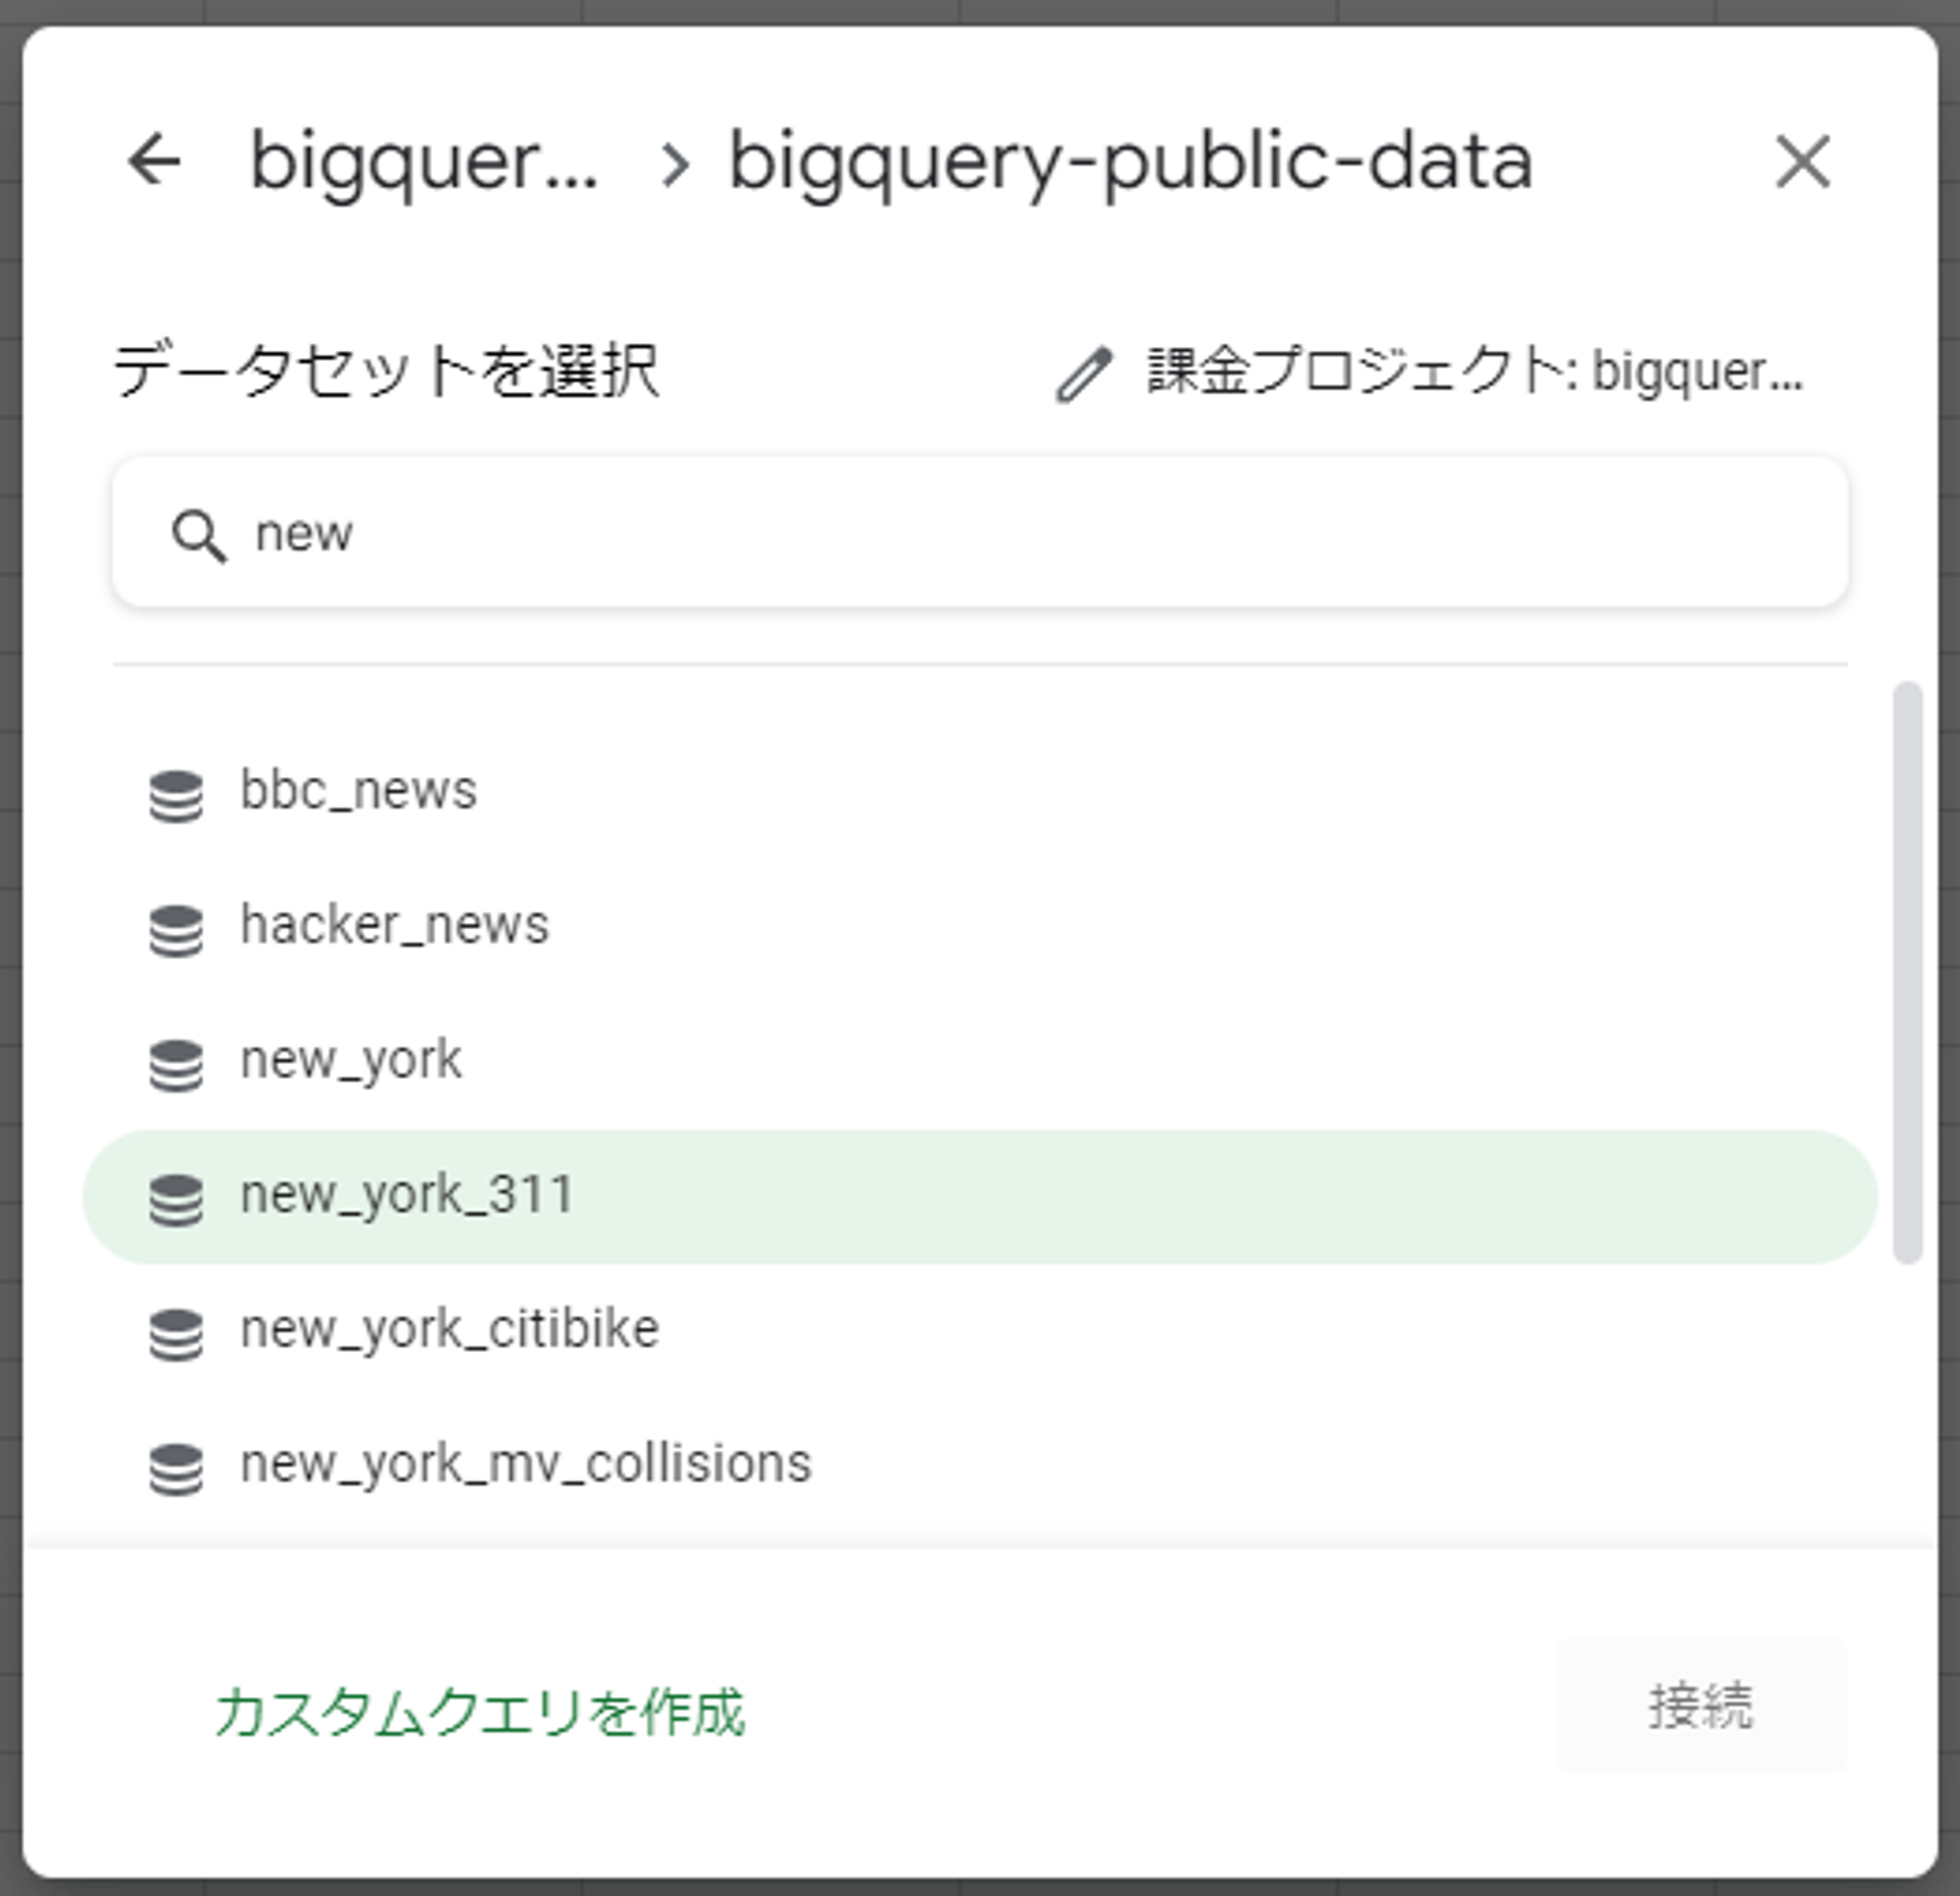 bigquer... > bigquery-public-data
データセットを選択 課金プロジェクト: bigquer...
new
bbc_news
hacker_news
new_york
new_york_311
new_york_citibike
new_york_mv_collisions
カスタムクエリを作成 接続